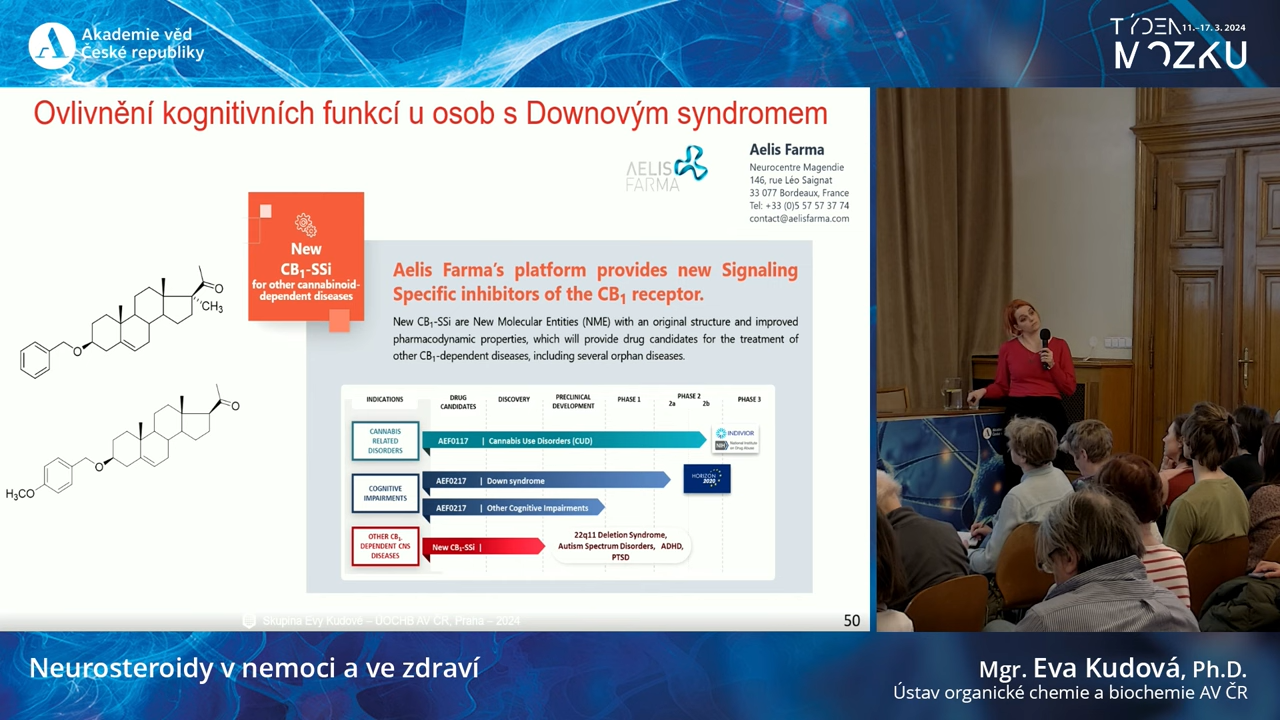 Akademie věd
České republiky
TÝDEN 11.–17. 3. 2024
MOZKU
Ovlivnění kognitivních funkcí u osob s Downovým syndromem
AELIS
FARMA
Aelis Farma
Neurocentre Magendie
146, rue Léo Saignat
33 077 Bordeaux, France
Tel: +33 (0)5 57 57 37 74
contact@aelisfarma.com
New
CB1-SSi
for other cannabinoid-
dependent diseases
Aelis Farma's platform provides new Signaling
Specific inhibitors of the CB1 receptor.
New CB1-SSi are New Molecular Entities (NME) with an original structure and improved
pharmacodynamic properties, which will provide drug candidates for the treatment of
other CB1-dependent diseases, including several orphan diseases.
O
CH3
O
O
O
H3CO
INDICATIONS
DRUG
CANDIDATES
DISCOVERY
PRECLINICAL
DEVELOPMENT
PHASE 1
PHASE 2
2a 2b
PHASE 3
CANNABIS
RELATED
DISORDERS
AEF0117 | Cannabis Use Disorders (CUD)
INDIVIOR
NIH National Institute
on Drug Abuse
COGNITIVE
IMPAIRMENTS
AEF0217 | Down syndrome
HORIZON
2020
AEF0217 | Other Cognitive Impairments
OTHER CB1,
DEPENDENT CNS
DISEASES
New CB1-SSi |
22q11 Deletion Syndrome,
Autism Spectrum Disorders, ADHD,
PTSD
Skupina Evy Kudové – ÚOCHB AV ČR, Praha – 2024
50
Neurosteroidy v nemoci a ve zdraví
Mgr. Eva Kudová, Ph.D.
Ústav organické chemie a biochemie AV ČR